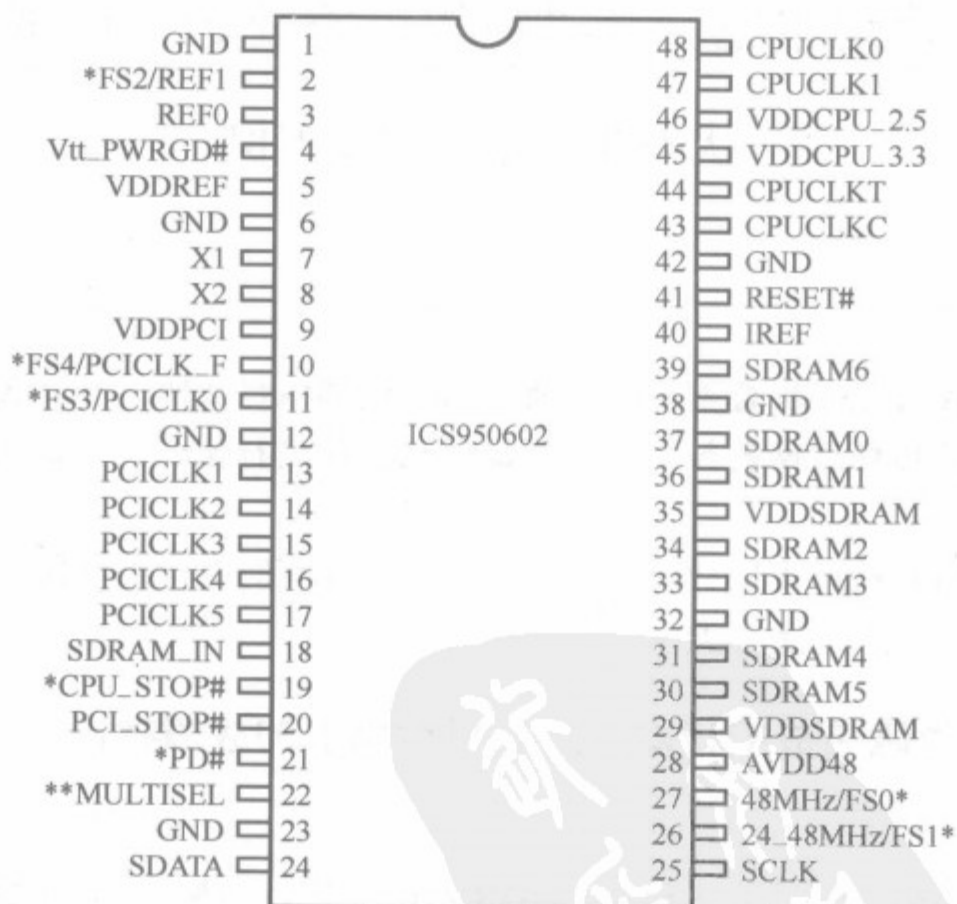 GND 1
*FS2/REF1 2
REF0 3
Vtt_PWRGD# 4
VDDREF 5
GND 6
X1 7
X2 8
VDDPCI 9
*FS4/PCICLK_F 10
*FS3/PCICLK0 11
GND 12
PCICLK1 13
PCICLK2 14
PCICLK3 15
PCICLK4 16
PCICLK5 17
SDRAM_IN 18
*CPU_STOP# 19
PCI_STOP# 20
*PD# 21
**MULTISEL 22
GND 23
SDATA 24
ICS950602
48 CPUCLK0
47 CPUCLK1
46 VDDCPU_2.5
45 VDDCPU_3.3
44 CPUCLKT
43 CPUCLKC
42 GND
41 RESET#
40 IREF
39 SDRAM6
38 GND
37 SDRAM0
36 SDRAM1
35 VDDSDRAM
34 SDRAM2
33 SDRAM3
32 GND
31 SDRAM4
30 SDRAM5
29 VDDSDRAM
28 AVDD48
27 48MHz/FS0*
26 24_48MHz/FS1*
25 SCLK